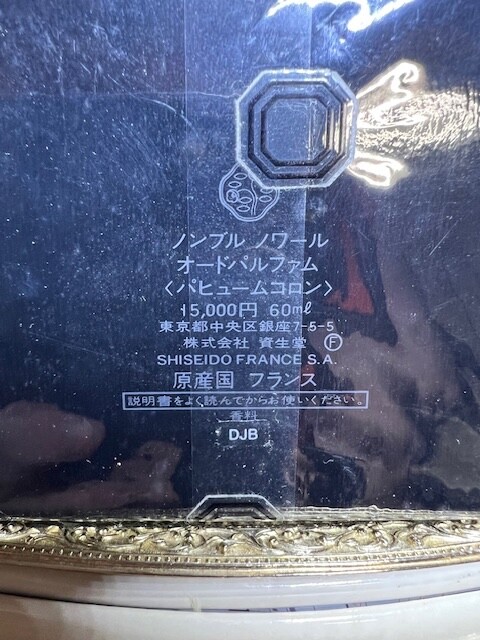 ノンブル ノワール
オードパルファム
〈パヒュームコロン〉
15,000円 60ml
東京都中央区銀座7-5-5
株式会社 資生堂 Ⓕ
SHISEIDO FRANCE S.A.
原産国 フランス
説明書をよく読んでからお使いください。
香料
DJB